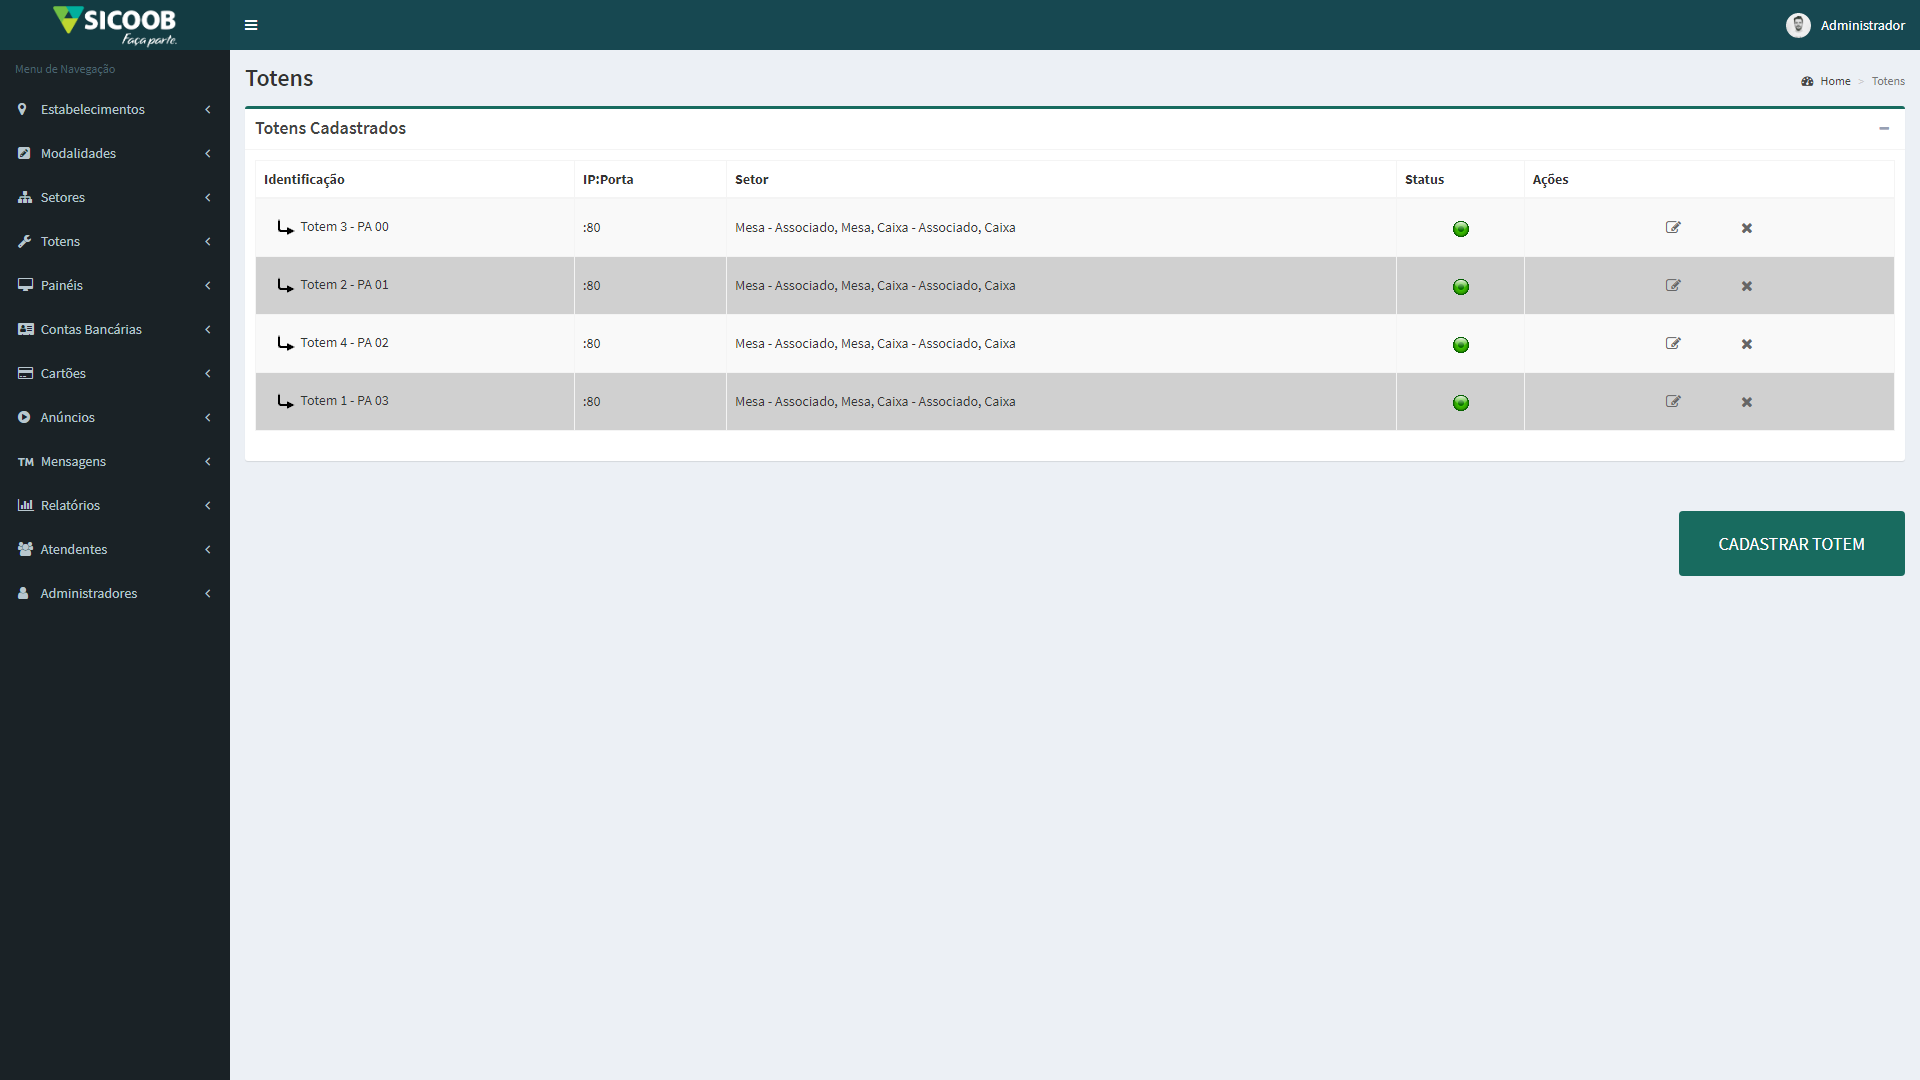 SICOOB
Faça parte.
Administrador
Menu de Navegação
Estabelecimentos
Modalidades
Setores
Totens
Painéis
Contas Bancárias
Cartões
Anúncios
TM Mensagens
Relatórios
Atendentes
Administradores
Totens
Home > Totens
Totens Cadastrados
Identificação IP:Porta Setor Status Ações
Totem 3 - PA 00 :80 Mesa - Associado, Mesa, Caixa - Associado, Caixa
Totem 2 - PA 01 :80 Mesa - Associado, Mesa, Caixa - Associado, Caixa
Totem 4 - PA 02 :80 Mesa - Associado, Mesa, Caixa - Associado, Caixa
Totem 1 - PA 03 :80 Mesa - Associado, Mesa, Caixa - Associado, Caixa
CADASTRAR TOTEM